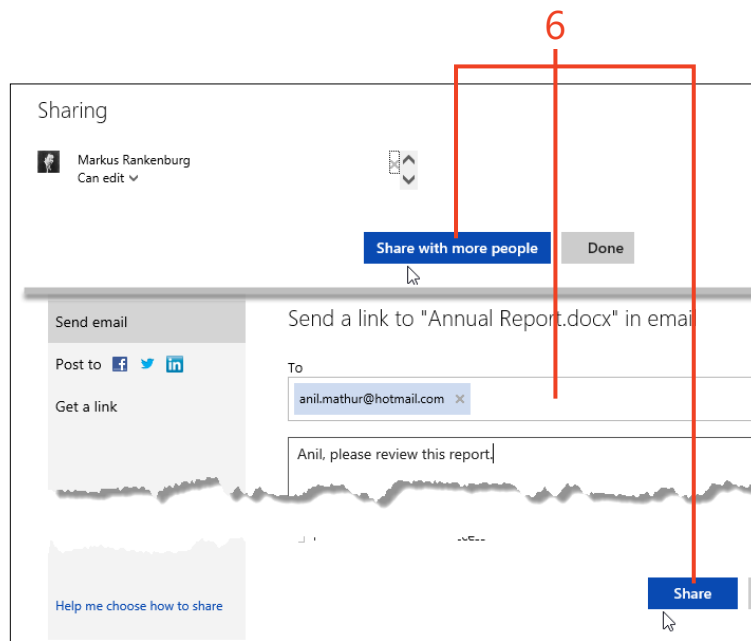 6
Sharing
Markus Rankenburg
Can edit
Share with more people
Done
Send email
Send a link to "Annual Report.docx" in email
Post to
To
Get a link
anil.mathur@hotmail.com
Anil, please review this report.
Share
Help me choose how to share